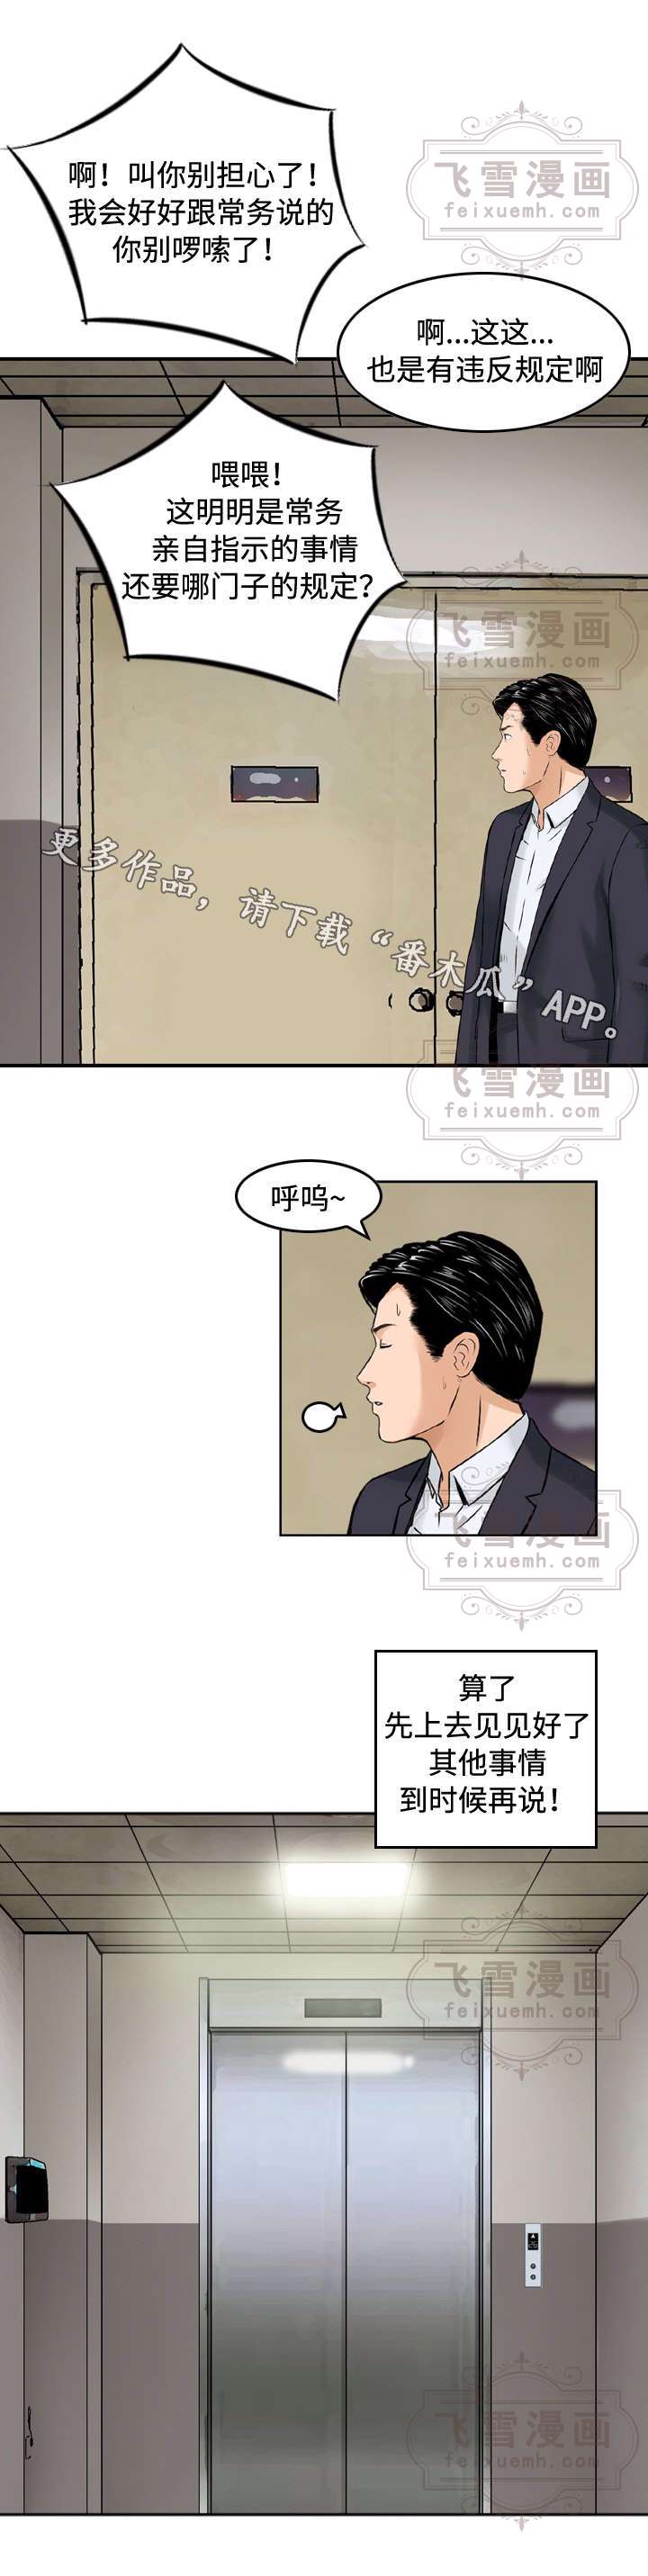 啊！叫你别担心了！
我会好好跟常务说的
你别啰嗦了！
飞雪漫画
feixuemh.com
啊…这这…
也是有违反规定啊
喂喂！
这明明是常务
亲自指示的事情
还要哪门子的规定？
飞雪漫画
feixuemh.com
更多作品，请下载“番木瓜”APP。
飞雪漫画
feixuemh.com
呼呜~
飞雪漫画
feixuemh.com
算了
先上去见见好了
其他事情
到时候再说！
飞雪漫画
feixuemh.com
飞雪漫画
feixuemh.com